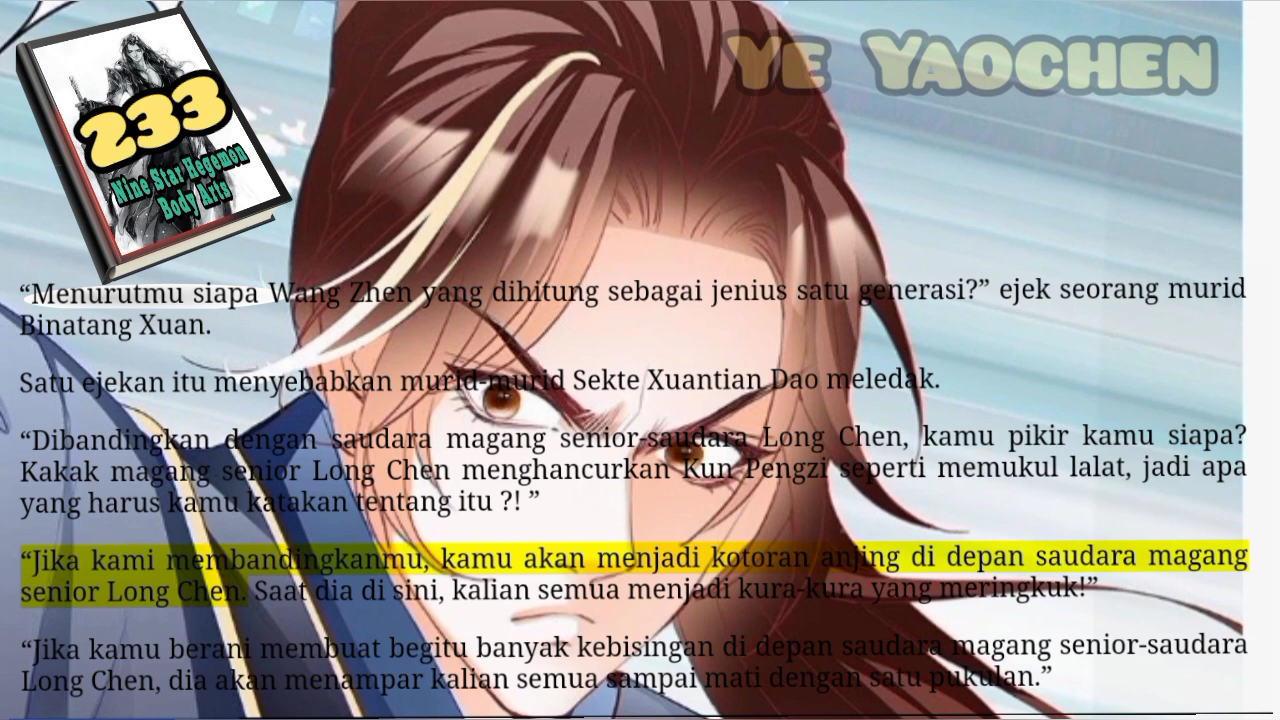 YE YAOCHEN
233
Nine Star Hegemon
Body Arts
“Menurutmu siapa Wang Zhen yang dihitung sebagai jenius satu generasi?” ejek seorang murid
Binatang Xuan.
Satu ejekan itu menyebabkan murid-murid Sekte Xuantian Dao meledak.
“Dibandingkan dengan saudara magang senior-saudara Long Chen, kamu pikir kamu siapa?
Kakak magang senior Long Chen menghancurkan Kun Pengzi seperti memukul lalat, jadi apa
yang harus kamu katakan tentang itu ?! ”
“Jika kami membandingkanmu, kamu akan menjadi kotoran anjing di depan saudara magang
senior Long Chen. Saat dia di sini, kalian semua menjadi kura-kura yang meringkuk!”
“Jika kamu berani membuat begitu banyak kebisingan di depan saudara magang senior-saudara
Long Chen, dia akan menampar kalian semua sampai mati dengan satu pukulan.”